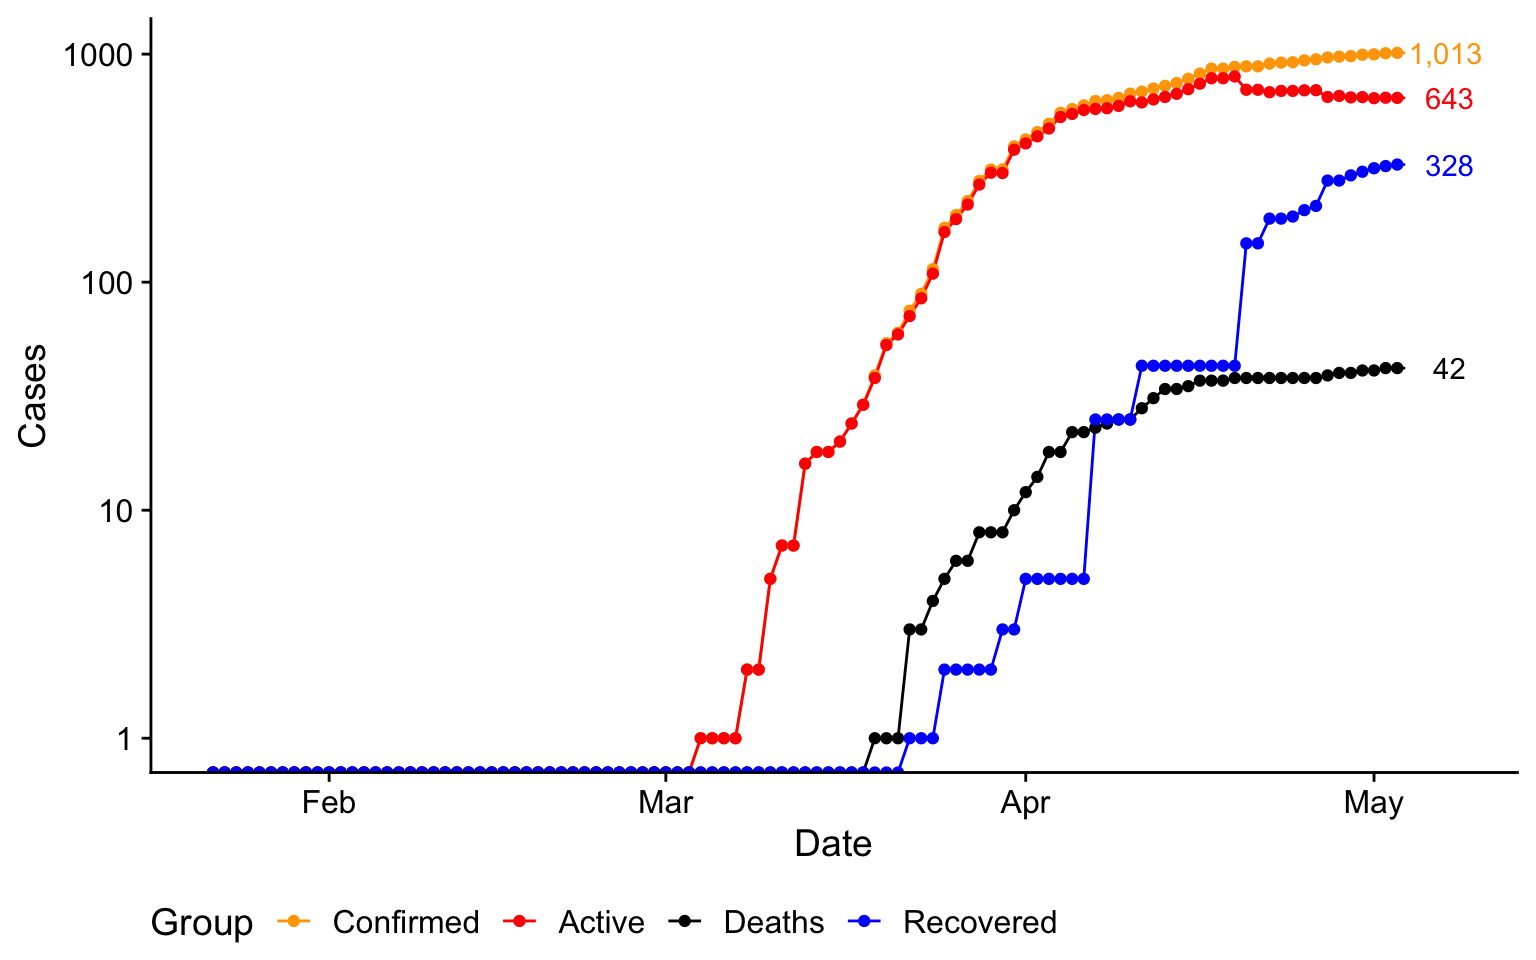 1000
100
10
1
Cases
1,013
643
328
42
Feb Mar Apr May
Date
Group Confirmed Active Deaths Recovered